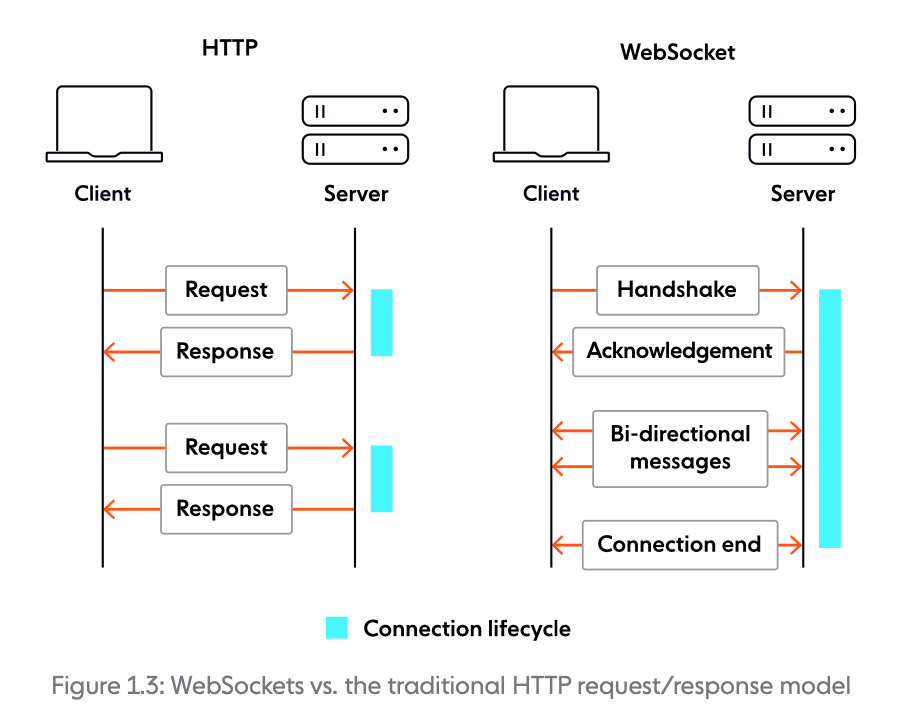 HTTP
Client
Server
Request
Response
Request
Response
WebSocket
Client
Server
Handshake
Acknowledgement
Bi-directional
messages
Connection end
Connection lifecycle
Figure 1.3: WebSockets vs. the traditional HTTP request/response model